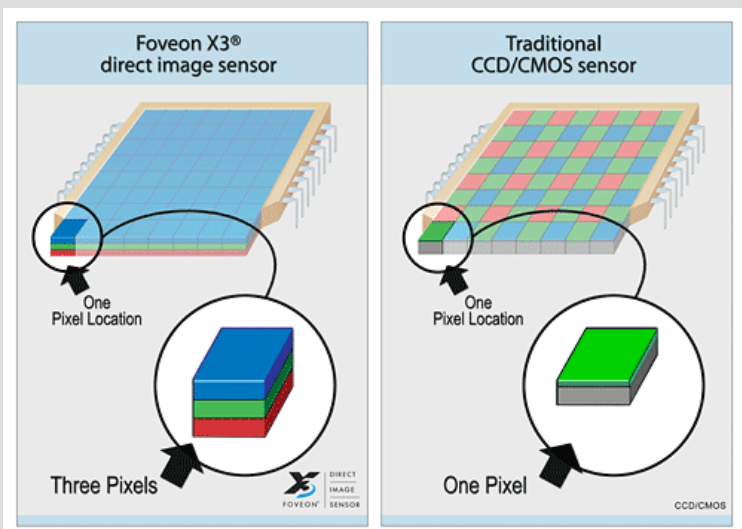 Foveon X3®
direct image sensor
One
Pixel Location
Three Pixels
X3
FOVEON®
DIRECT
IMAGE
SENSOR
Traditional
CCD/CMOS sensor
One
Pixel Location
One Pixel
CCD/CMOS